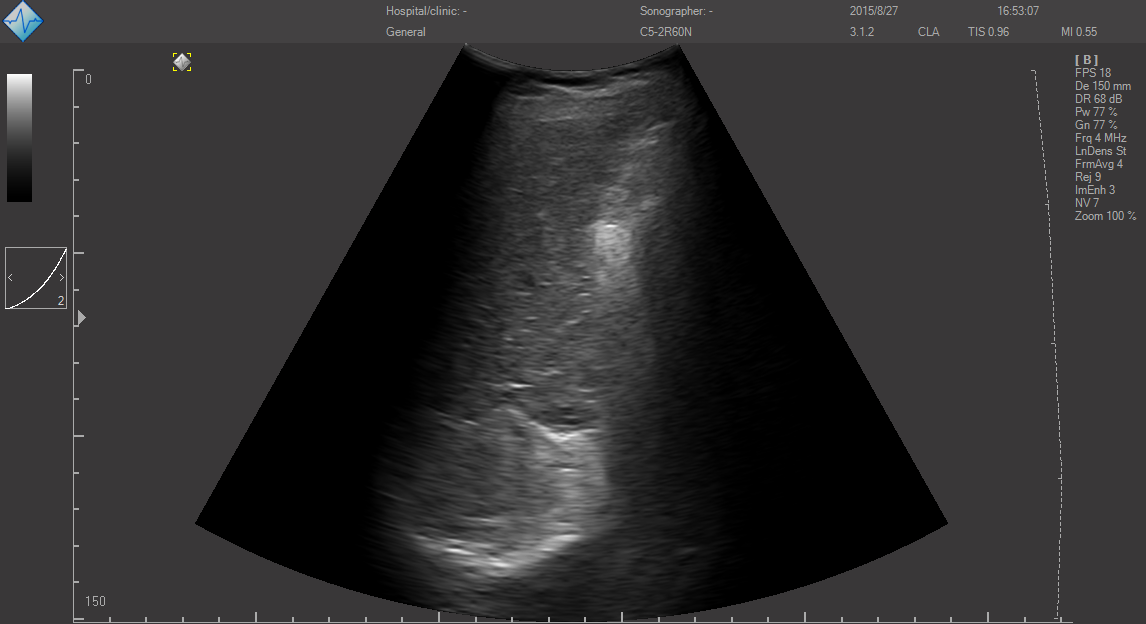 Hospital/clinic: - Sonographer: - 2015/8/27 16:53:07
General C5-2R60N 3.1.2 CLA TIS 0.96 MI 0.55
[ B ]
FPS 18
De 150 mm
DR 68 dB
Pw 77 %
Gn 77 %
Frq 4 MHz
LnDens St
FrmAvg 4
Rej 9
ImEnh 3
NV 7
Zoom 100 %
0
2
150